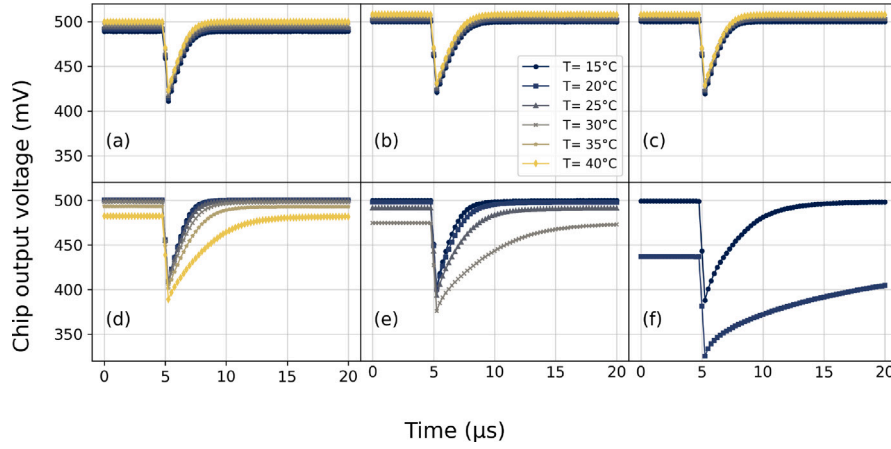 500
450
400
350
(a)
(b)
(c)
T= 15°C
T= 20°C
T= 25°C
T= 30°C
T= 35°C
T= 40°C
500
450
400
350
(d)
(e)
(f)
0 5 10 15 20
0 5 10 15 20
0 5 10 15 20
Chip output voltage (mV)
Time (μs)